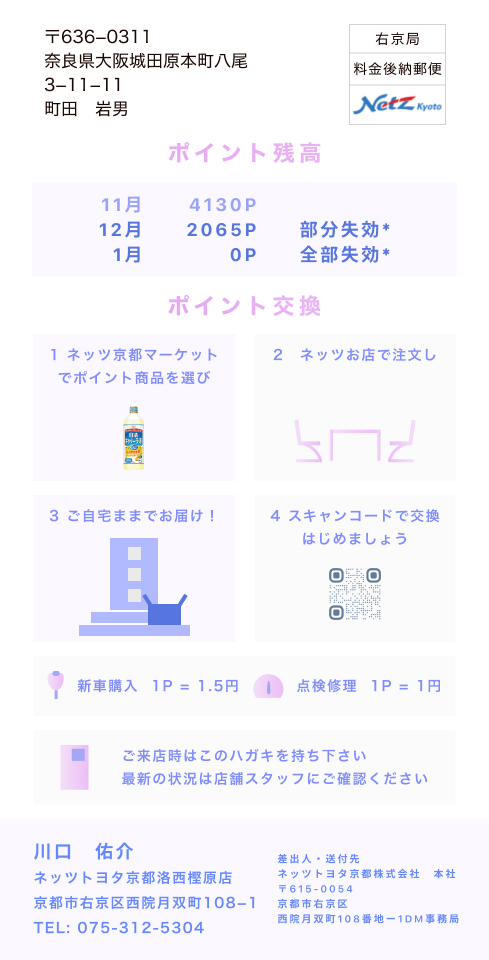 〒636–0311
奈良県大阪城田原本町八尾
3–11–11
町田　岩男
右京局
料金後納郵便
Netz Kyoto
ポイント残高
11月 4130P
12月 2065P 部分失効*
1月 0P 全部失効*
ポイント交換
1 ネッツ京都マーケット
でポイント商品を選び
2　ネッツお店で注文し
3 ご自宅ままでお届け！
4 スキャンコードで交換
はじめましょう
新車購入 1P = 1.5円
点検修理 1P = 1円
ご来店時はこのハガキを持ち下さい
最新の状況は店舗スタッフにご確認ください
川口　佑介
ネッツトヨタ京都洛西樫原店
京都市右京区西院月双町108–1
TEL: 075-312-5304
差出人・送付先
ネッツトヨタ京都株式会社　本社
〒615-0054
京都市右京区
西院月双町108番地ー1DM事務局